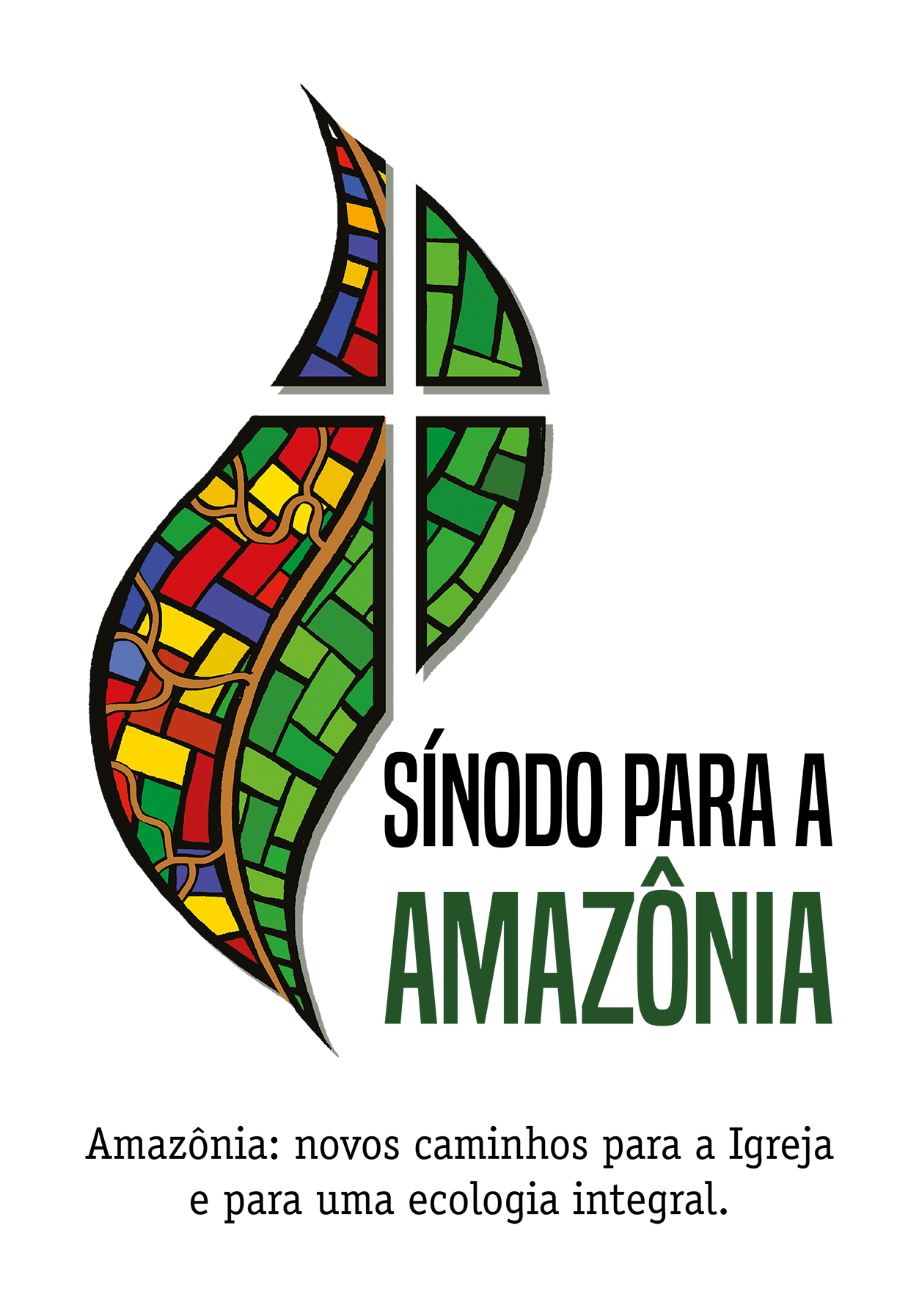 SÍNODO PARA A
AMAZÔNIA
Amazônia: novos caminhos para a Igreja
e para uma ecologia integral.